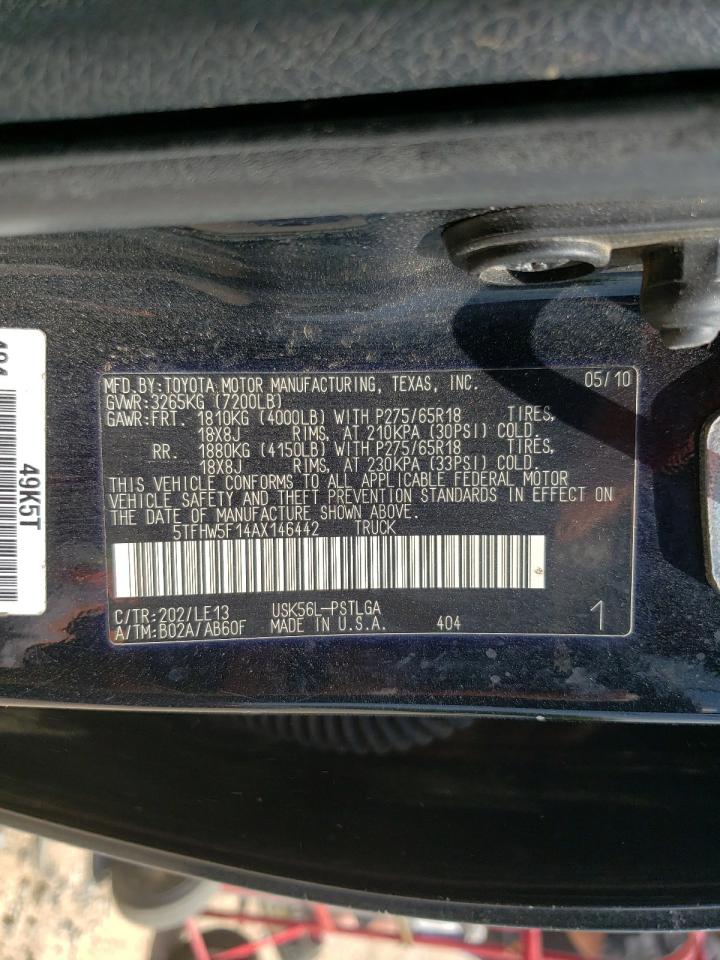 MFD.BY:TOYOTA MOTOR MANUFACTURING, TEXAS, INC. 05/10
GVWR:3265KG (7200LB)
GAWR:FRT. 1810KG (4000LB) WITH P275/65R18 TIRES,
18X8J RIMS, AT 210KPA (30PSI) COLD.
RR. 1880KG (4150LB) WITH P275/65R18 TIRES,
18X8J RIMS, AT 230KPA (33PSI) COLD.
THIS VEHICLE CONFORMS TO ALL APPLICABLE FEDERAL MOTOR
VEHICLE SAFETY AND THEFT PREVENTION STANDARDS IN EFFECT ON
THE DATE OF MANUFACTURE SHOWN ABOVE.
5TFHW5F14AX146442 TRUCK
C/TR:202/LE13 USK56L-PSTLGA
A/TM:B02A/AB60F MADE IN U.S.A. 404 1
49K5T